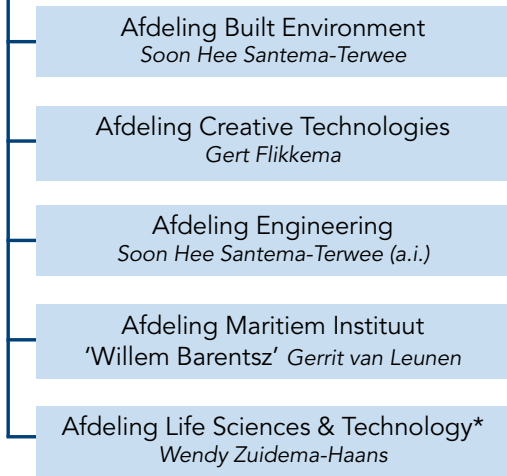 Afdeling Built Environment
Soon Hee Santema-Terwee
Afdeling Creative Technologies
Gert Flikkema
Afdeling Engineering
Soon Hee Santema-Terwee (a.i.)
Afdeling Maritiem Instituut
‘Willem Barentsz’ Gerrit van Leunen
Afdeling Life Sciences & Technology*
Wendy Zuidema-Haans